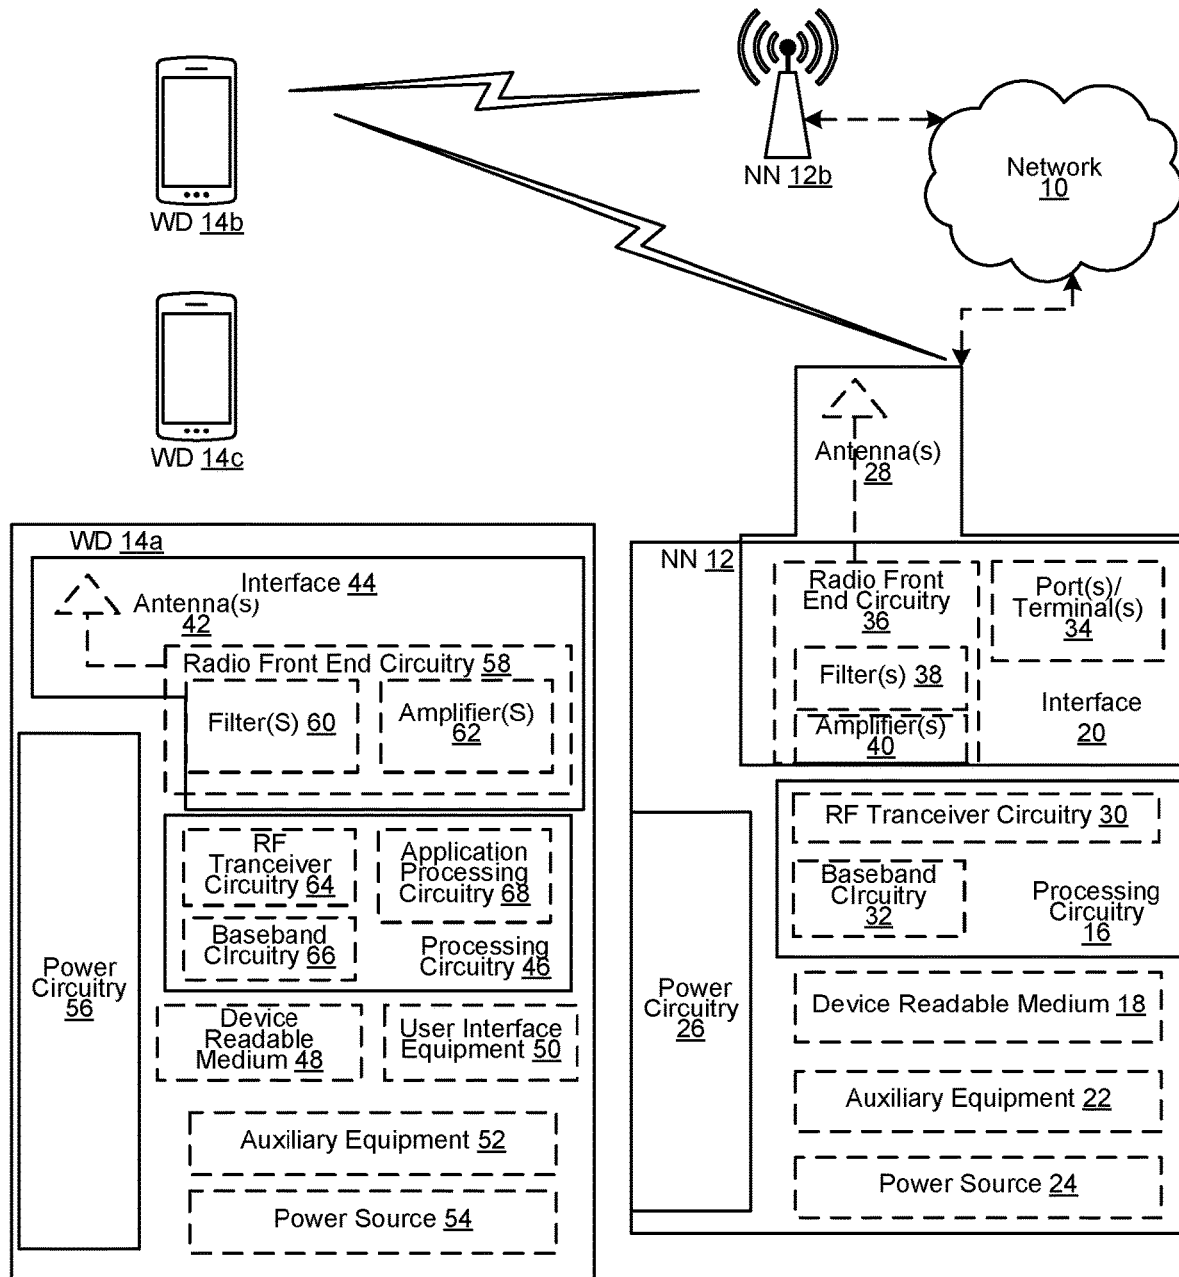 Network
10
NN 12b
WD 14b
WD 14c
Antenna(s)
28
WD 14a
Interface 44
Antenna(s)
42
Radio Front End Circuitry 58
Filter(S) 60
Amplifier(S)
62
RF
Tranceiver
Circuitry 64
Application
Processing
Circuitry 68
Baseband
CIrcuitry 66
Processing
Circuitry 46
Power
Circuitry
56
Device
Readable
Medium 48
User Interface
Equipment 50
Auxiliary Equipment 52
Power Source 54
NN 12
Radio Front
End Circuitry
36
Port(s)/
Terminal(s)
34
Filter(s) 38
Amplifier(s)
40
Interface
20
RF Tranceiver Circuitry 30
Baseband
CIrcuitry
32
Processing
Circuitry
16
Power
Circuitry
26
Device Readable Medium 18
Auxiliary Equipment 22
Power Source 24